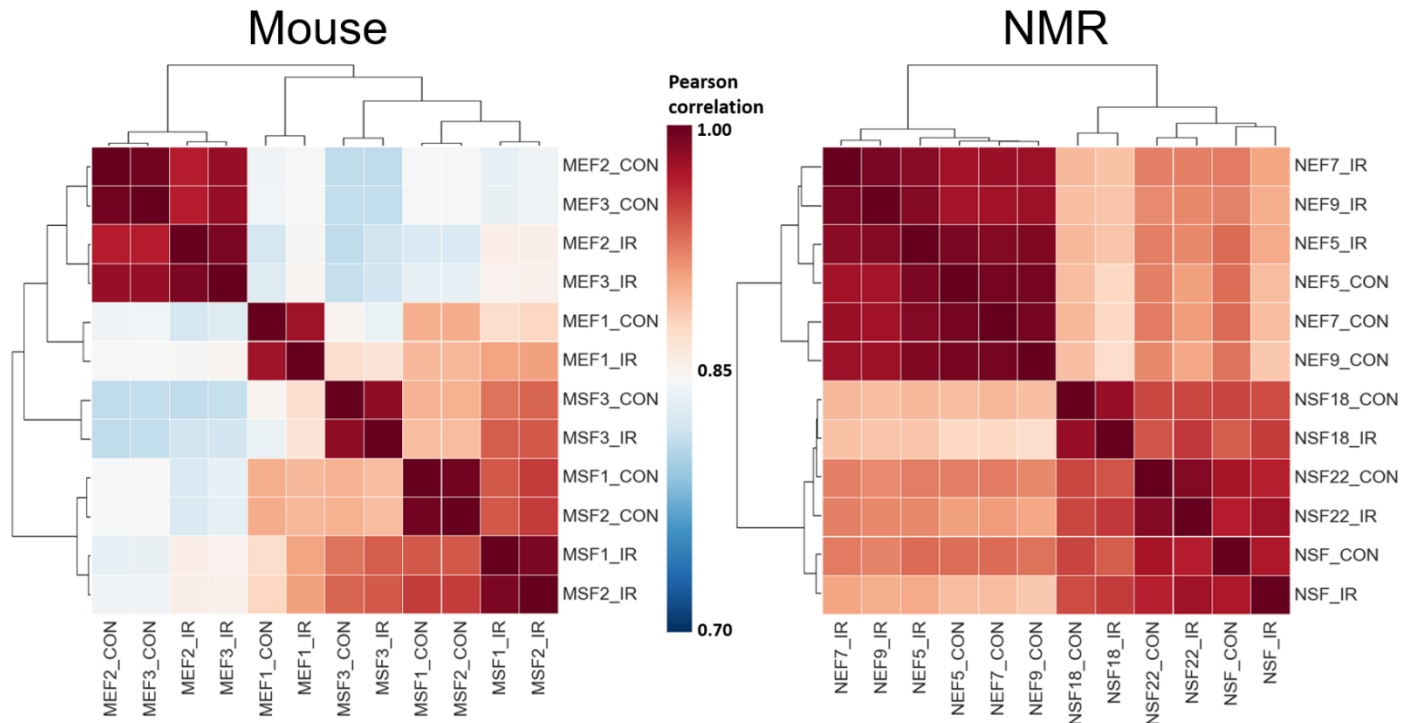 Mouse
NMR
Pearson
correlation
1.00
0.85
0.70
MEF2_CON
MEF3_CON
MEF2_IR
MEF3_IR
MEF1_CON
MEF1_IR
MSF3_CON
MSF3_IR
MSF1_CON
MSF2_CON
MSF1_IR
MSF2_IR
MEF2_CON
MEF3_CON
MEF2_IR
MEF3_IR
MEF1_CON
MEF1_IR
MSF3_CON
MSF3_IR
MSF1_CON
MSF2_CON
MSF1_IR
MSF2_IR
NEF7_IR
NEF9_IR
NEF5_IR
NEF5_CON
NEF7_CON
NEF9_CON
NSF18_CON
NSF18_IR
NSF22_CON
NSF22_IR
NSF_CON
NSF_IR
NEF7_IR
NEF9_IR
NEF5_IR
NEF5_CON
NEF7_CON
NEF9_CON
NSF18_CON
NSF18_IR
NSF22_CON
NSF22_IR
NSF_CON
NSF_IR